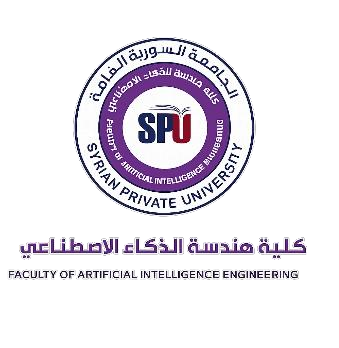 الجامعة السورية الخاصة
كلية هندسة الذكاء الاصطناعي
SPU
FACULTY OF ARTIFICIAL INTELLIGENCE ENGINEERING
SYRIAN PRIVATE UNIVERSITY
كلية هندسة الذكاء الاصطناعي
FACULTY OF ARTIFICIAL INTELLIGENCE ENGINEERING